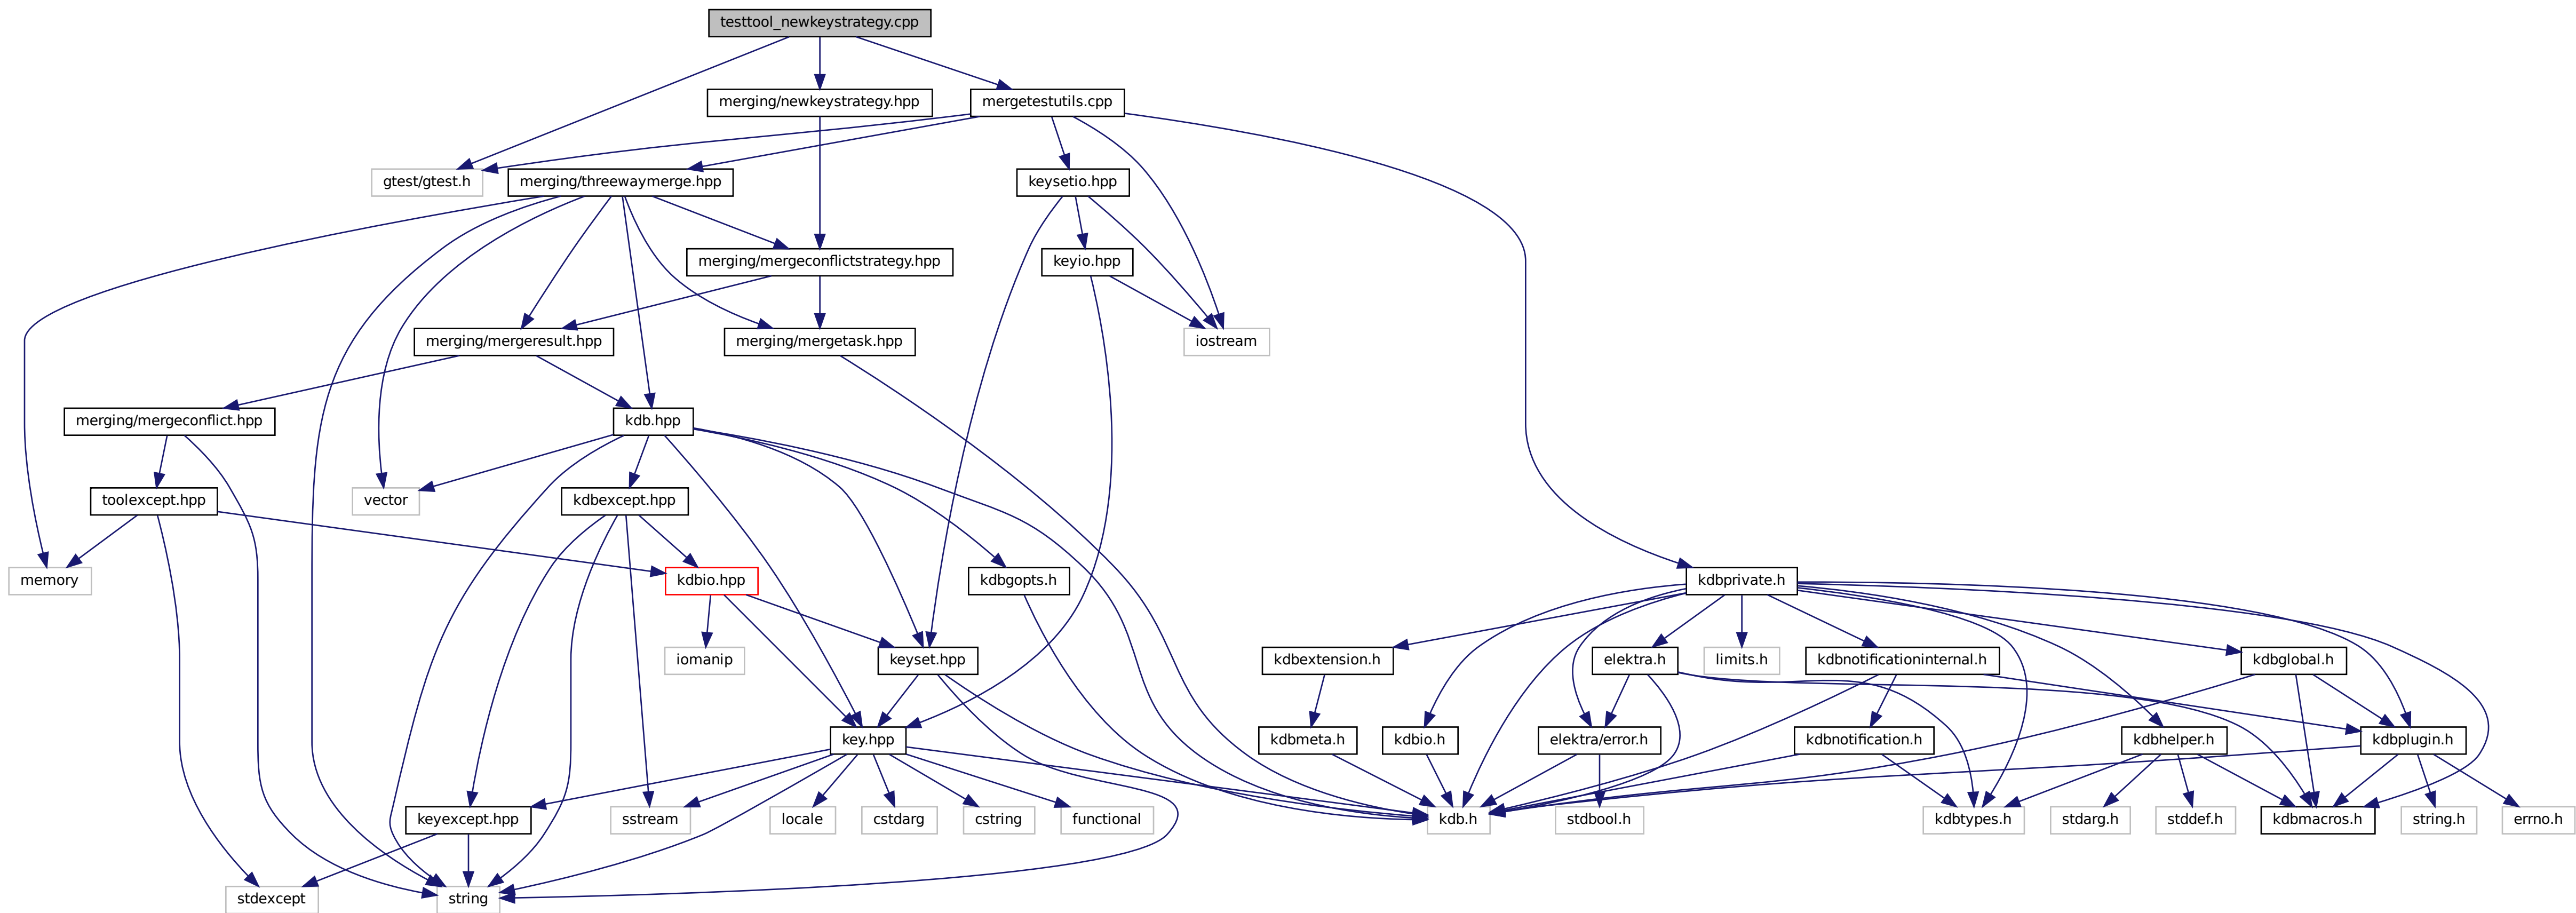 testtool_newkeystrategy.cpp
merging/newkeystrategy.hpp
mergetestutils.cpp
gtest/gtest.h
merging/threewaymerge.hpp
keysetio.hpp
merging/mergeconflictstrategy.hpp
keyio.hpp
merging/mergeresult.hpp
merging/mergetask.hpp
iostream
merging/mergeconflict.hpp
kdb.hpp
toolexcept.hpp
vector
kdbexcept.hpp
memory
kdbio.hpp
kdbgopts.h
kdbprivate.h
iomanip
keyset.hpp
kdbextension.h
elektra.h
limits.h
kdbnotificationinternal.h
kdbglobal.h
key.hpp
kdbmeta.h
kdbio.h
elektra/error.h
kdbnotification.h
kdbhelper.h
kdbplugin.h
keyexcept.hpp
sstream
locale
cstdarg
cstring
functional
kdb.h
stdbool.h
kdbtypes.h
stdarg.h
stddef.h
kdbmacros.h
string.h
errno.h
stdexcept
string